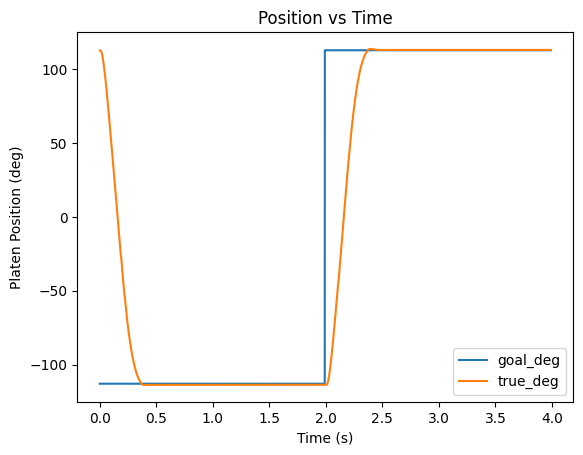 Position vs Time
Platen Position (deg)
100
50
0
−50
−100
0.0 0.5 1.0 1.5 2.0 2.5 3.0 3.5 4.0
Time (s)
goal_deg
true_deg